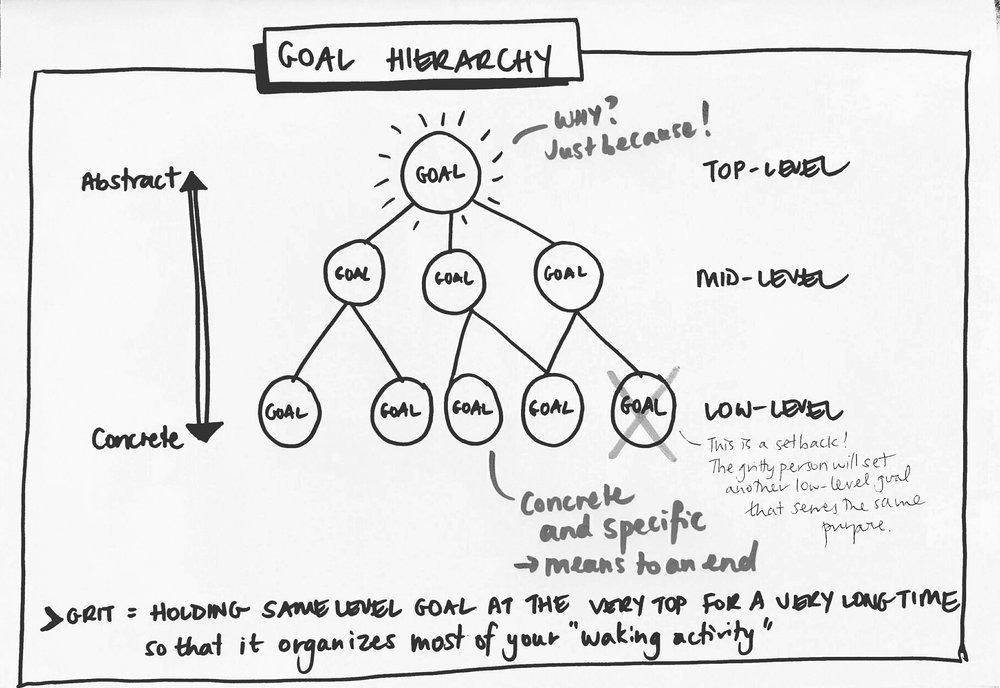 GOAL HIERARCHY
WHY?
Just because!
Abstract
GOAL
TOP-LEVEL
GOAL
GOAL
GOAL
MID-LEVEL
GOAL
GOAL
GOAL
GOAL
GOAL
LOW-LEVEL
Concrete
This is a setback!
The gritty person will set
another low-level goal
that serves the same
prupose.
Concrete
and specific
→ means to an end
> GRIT = HOLDING SAME LEVEL GOAL AT THE VERY TOP FOR A VERY LONG TIME
so that it organizes most of your "waking activity"